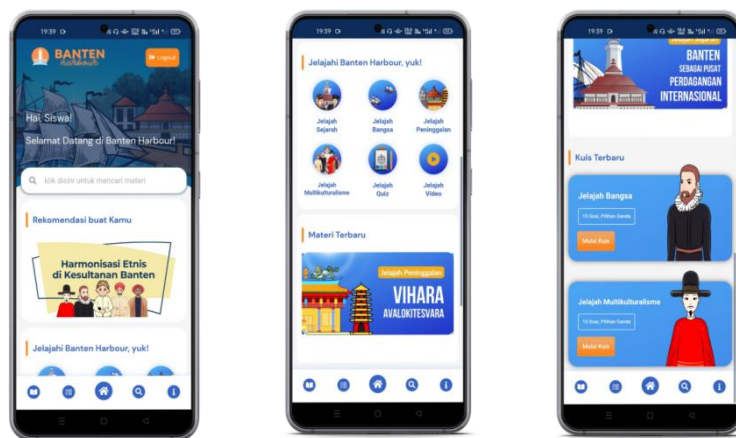 19:39
BANTEN
harbour
Logout
Hai, Siswa!
Selamat Datang di Banten Harbour!
klik disini untuk mencari materi
Rekomendasi buat Kamu
Harmonisasi Etnis
di Kesultanan Banten
Jelajahi Banten Harbour, yuk!
19:39
Jelajahi Banten Harbour, yuk!
Jelajah
Sejarah
Jelajah
Bangsa
Jelajah
Peninggalan
Jelajah
Multikulturalisme
Jelajah
Quiz
Jelajah
Video
Materi Terbaru
Jelajah Peninggalan
VIHARA
AVALOKITESVARA
19:39
BANTEN
SEBAGAI PUSAT
PERDAGANGAN
INTERNASIONAL
Kuis Terbaru
Jelajah Bangsa
10 Soal, Pilihan Ganda
Mulai Kuis
Jelajah Multikulturalisme
10 Soal, Pilihan Ganda
Mulai Kuis